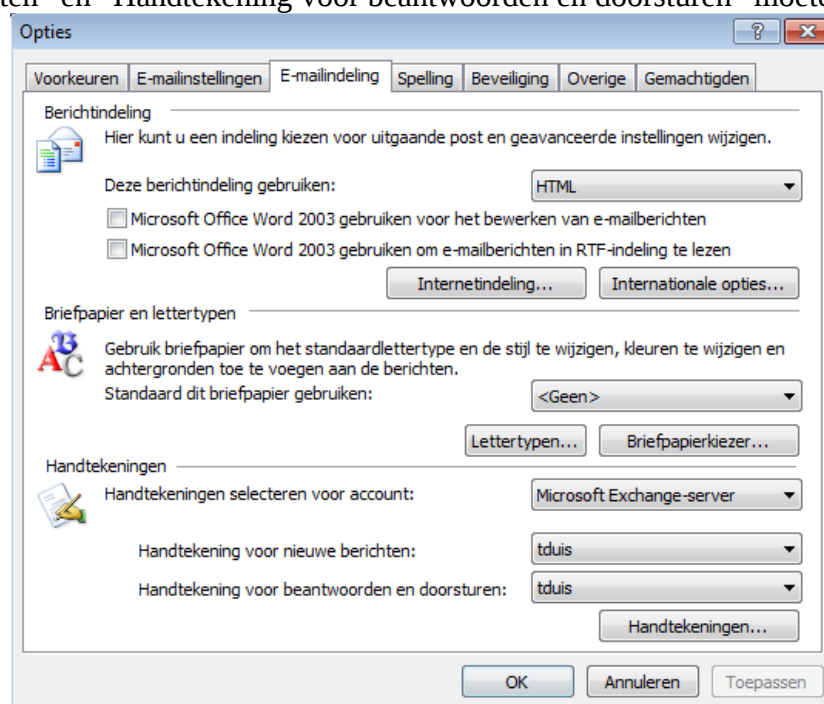 ten" en "Handtekening voor beantwoorden en doorsturen" moete
Opties
Voorkeuren E-mailinstellingen E-mailindeling Spelling Beveiliging Overige Gemachtigden
Berichtindeling
Hier kunt u een indeling kiezen voor uitgaande post en geavanceerde instellingen wijzigen.
Deze berichtindeling gebruiken: HTML
Microsoft Office Word 2003 gebruiken voor het bewerken van e-mailberichten
Microsoft Office Word 2003 gebruiken om e-mailberichten in RTF-indeling te lezen
Internetindeling... Internationale opties...
Briefpapier en lettertypen
Gebruik briefpapier om het standaardlettertype en de stijl te wijzigen, kleuren te wijzigen en
achtergronden toe te voegen aan de berichten.
Standaard dit briefpapier gebruiken: <Geen>
Lettertypen... Briefpapierkiezer...
Handtekeningen
Handtekeningen selecteren voor account: Microsoft Exchange-server
Handtekening voor nieuwe berichten: tduis
Handtekening voor beantwoorden en doorsturen: tduis
Handtekeningen...
OK Annuleren Toepassen